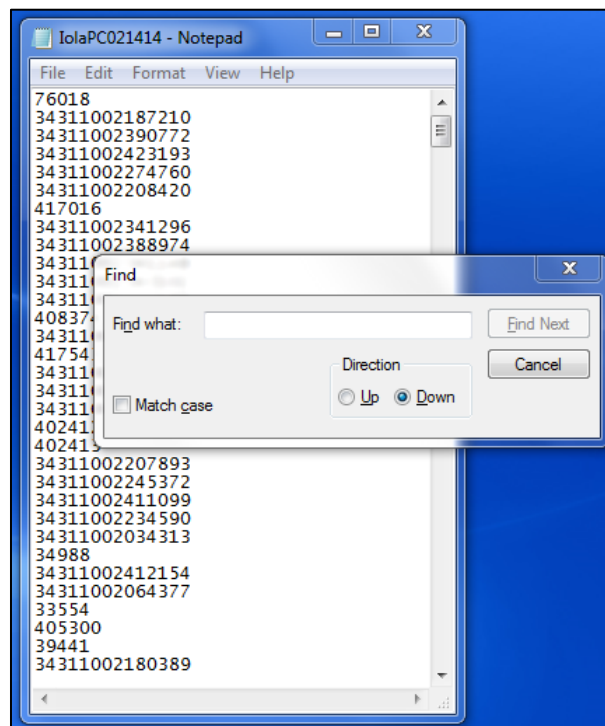 IolaPC021414 - Notepad
File Edit Format View Help
76018
34311002187210
34311002390772
34311002423193
34311002274760
34311002208420
417016
34311002341296
34311002388974
Find
Find what:
Find Next
Direction
Cancel
Up Down
Match case
34311002207893
34311002245372
34311002411099
34311002234590
34311002034313
34988
34311002412154
34311002064377
33554
405300
39441
34311002180389